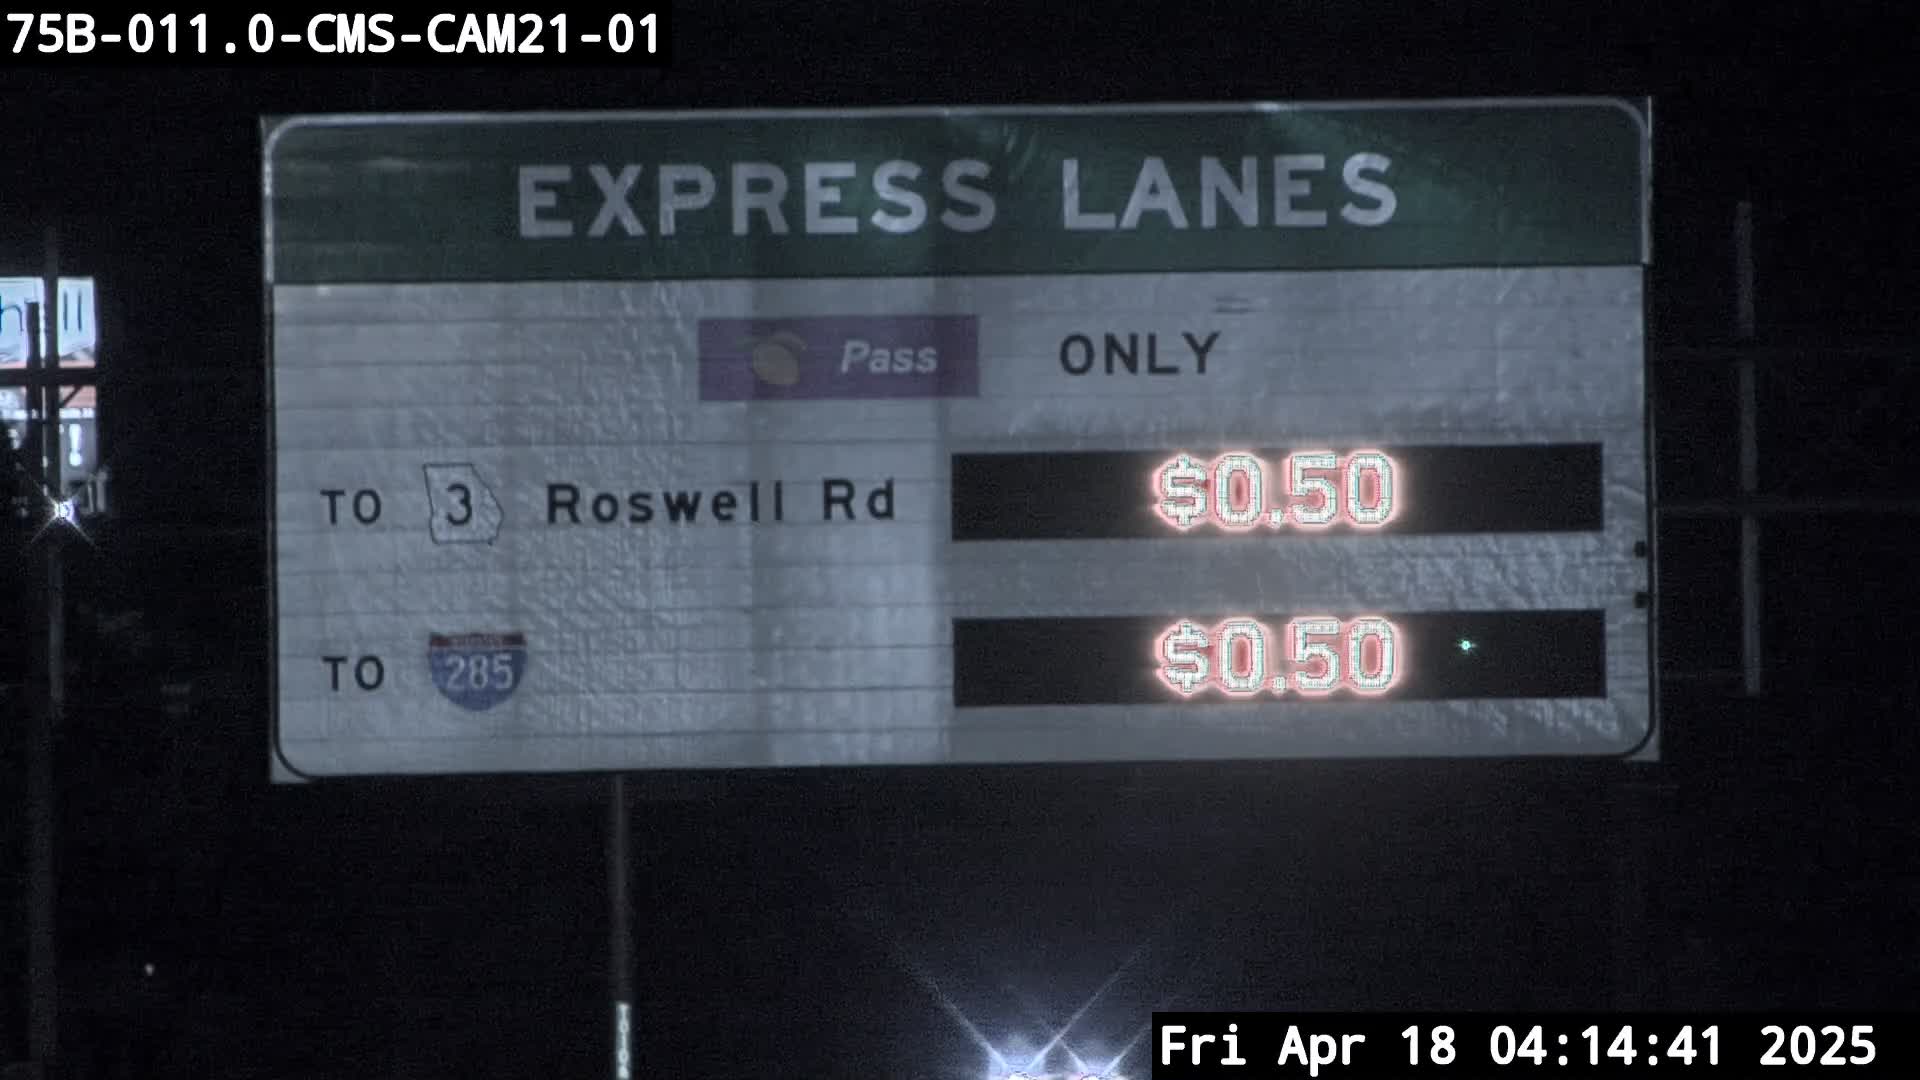 75B-011.0-CMS-CAM21-01
EXPRESS LANES
Pass ONLY
TO 3 Roswell Rd $0.50
TO 285 $0.50
Fri Apr 18 04:14:41 2025